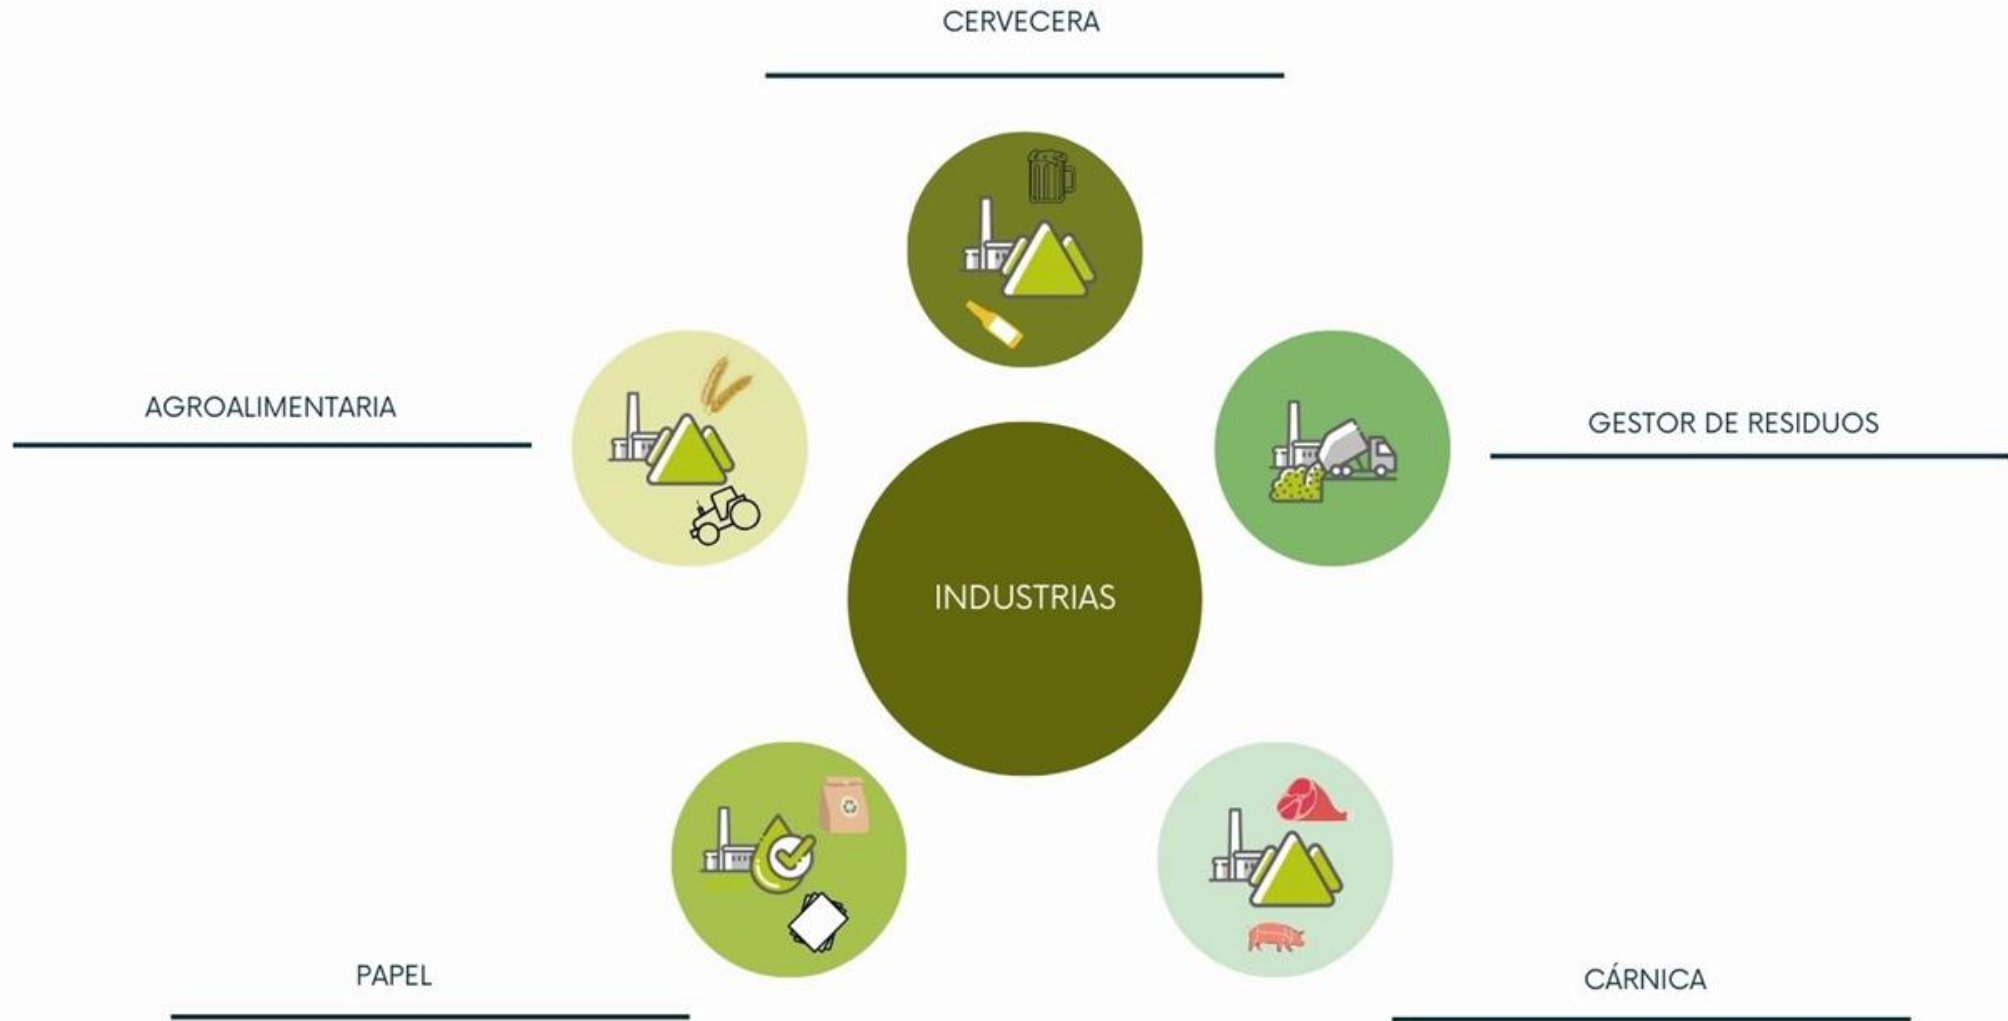 CERVECERA
AGROALIMENTARIA
GESTOR DE RESIDUOS
INDUSTRIAS
PAPEL
CÁRNICA